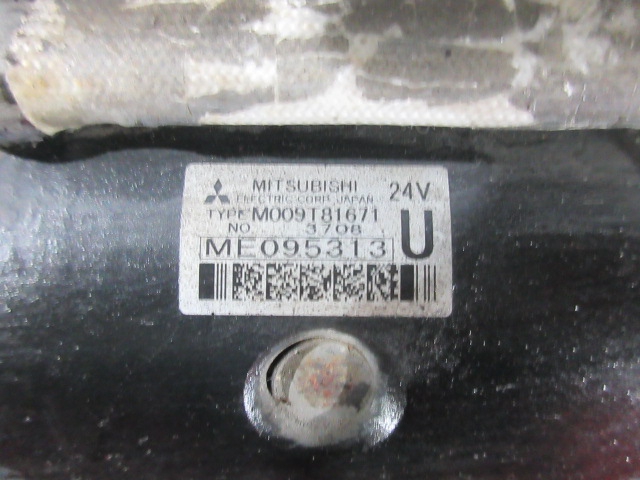 MITSUBISHI 24V
ELECTRIC CORP. JAPAN
TYPE M009T81671
NO. 3708
ME095313 U